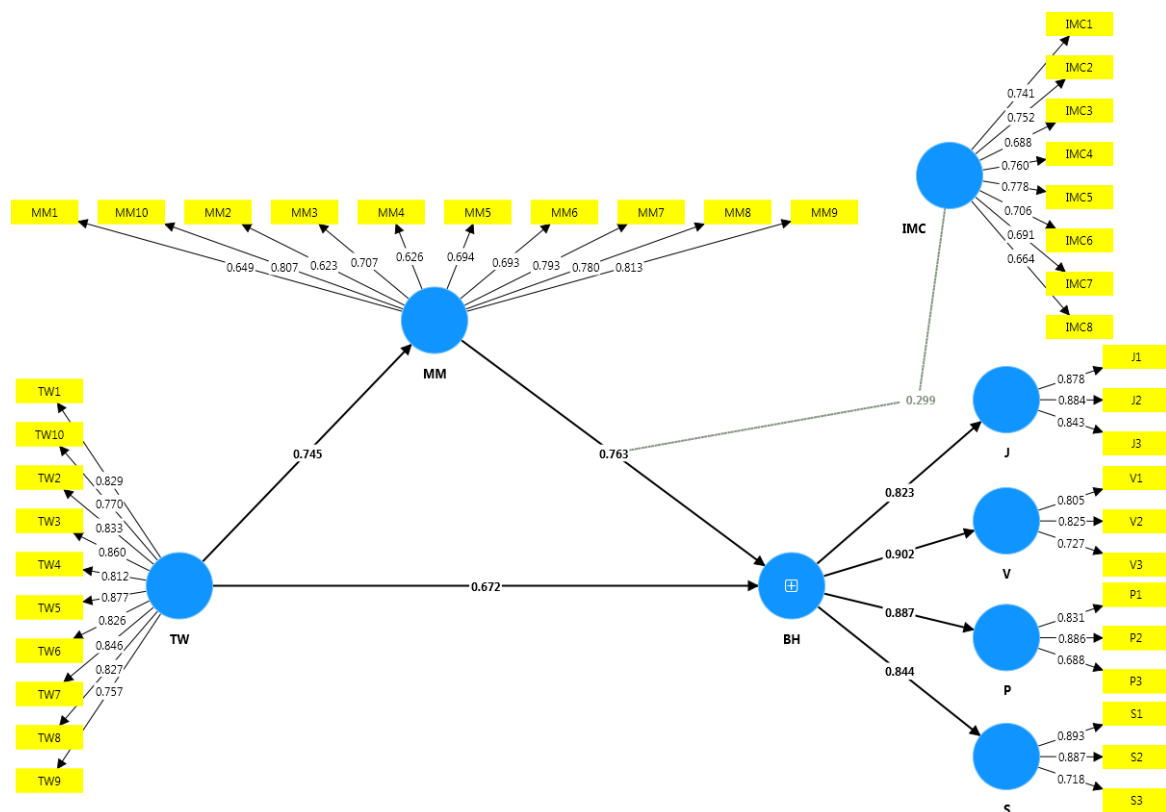 IMC1
IMC2
0.741
0.752
IMC3
0.688
IMC4
0.760
0.778
IMC5
0.706
0.691
IMC6
0.664
IMC
IMC7
IMC8
MM1 MM10 MM2 MM3 MM4 MM5 MM6 MM7 MM8 MM9
0.649 0.807 0.623 0.707 0.626 0.694 0.693 0.793 0.780 0.813
MM
TW1
TW10
TW2
TW3
TW4
TW5
TW6
TW7
TW8
TW9
0.829
0.770
0.833
0.860
0.812
0.877
0.826
0.846
0.827
0.757
TW
0.745
0.763
0.299
0.672
BH
0.823
0.902
0.887
0.844
J
0.878
0.884
0.843
J1
J2
J3
V
0.805
0.825
0.727
V1
V2
V3
P
0.831
0.886
0.688
P1
P2
P3
S
0.893
0.887
0.718
S1
S2
S3